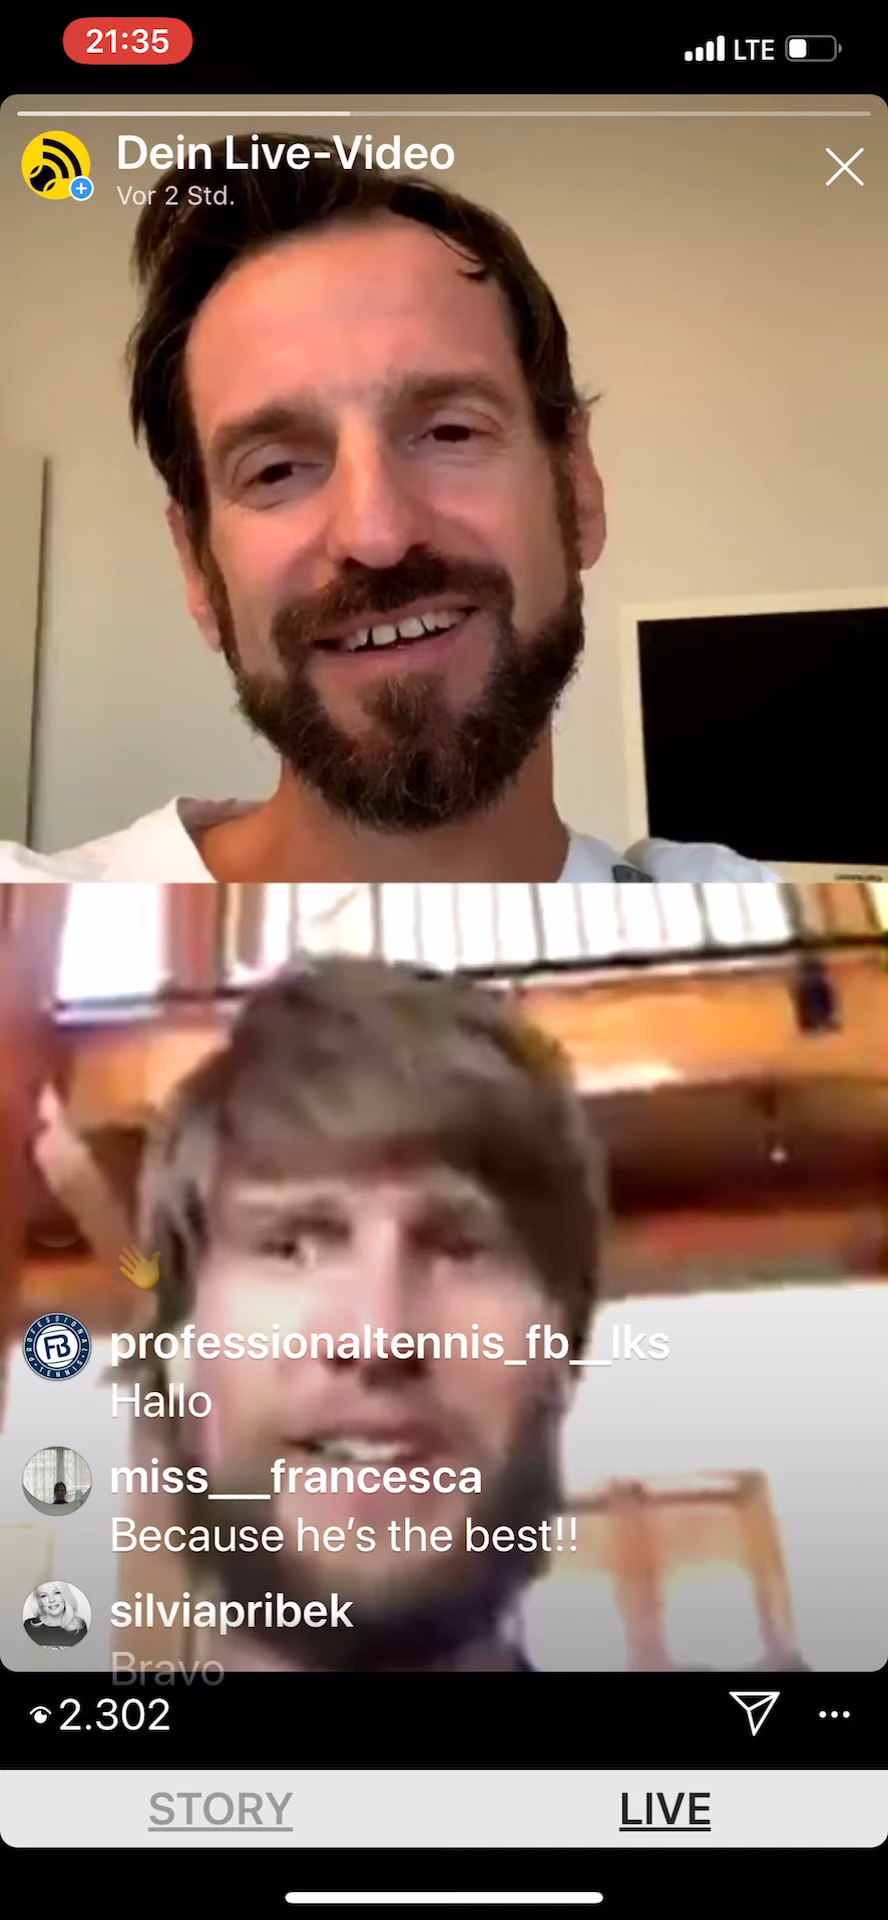 21:35
LTE
Dein Live-Video
Vor 2 Std.
professionaltennis_fb__lks
Hallo
miss___francesca
Because he's the best!!
silviapribek
Bravo
2.302
STORY
LIVE